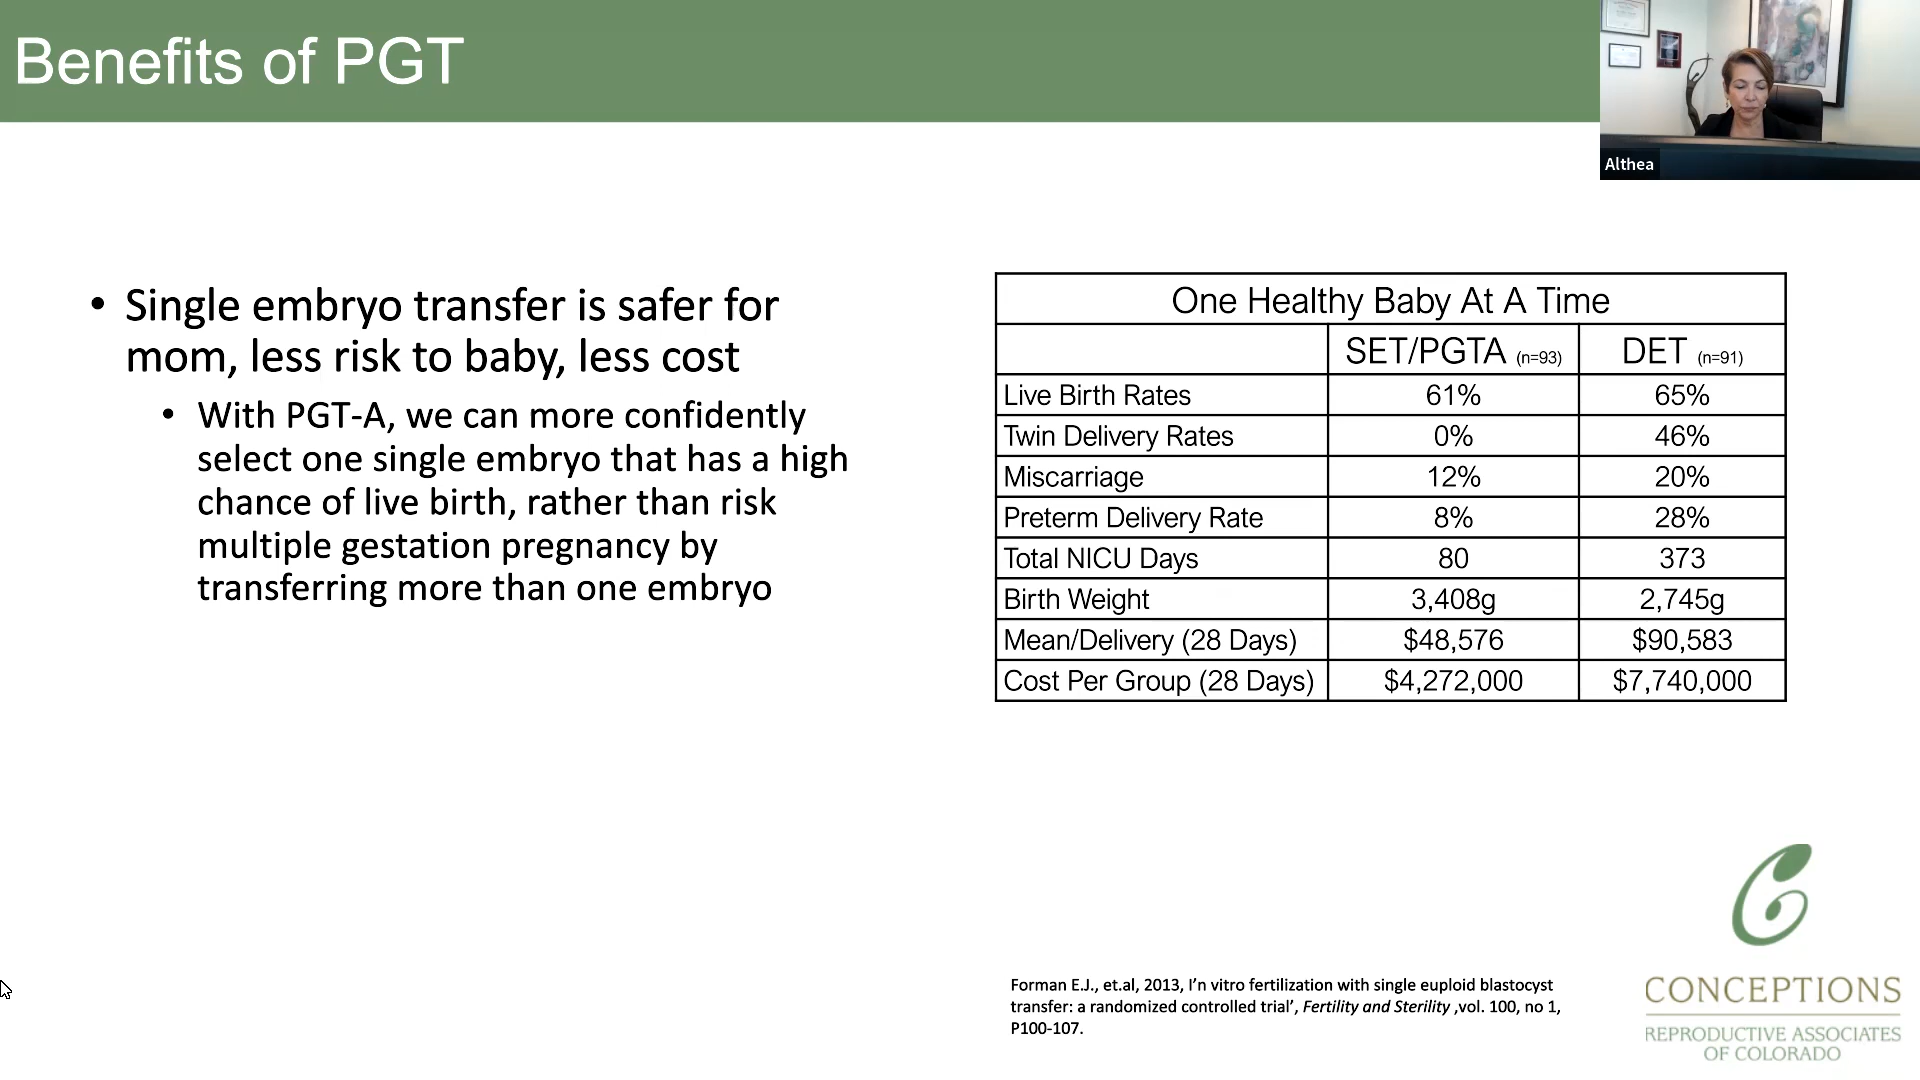 Benefits of PGT
Althea
• Single embryo transfer is safer for
mom, less risk to baby, less cost
• With PGT-A, we can more confidently
select one single embryo that has a high
chance of live birth, rather than risk
multiple gestation pregnancy by
transferring more than one embryo
One Healthy Baby At A Time
SET/PGTA (n=93) DET (n=91)
Live Birth Rates 61% 65%
Twin Delivery Rates 0% 46%
Miscarriage 12% 20%
Preterm Delivery Rate 8% 28%
Total NICU Days 80 373
Birth Weight 3,408g 2,745g
Mean/Delivery (28 Days) $48,576 $90,583
Cost Per Group (28 Days) $4,272,000 $7,740,000
Forman E.J., et.al, 2013, I’n vitro fertilization with single euploid blastocyst
transfer: a randomized controlled trial’, Fertility and Sterility ,vol. 100, no 1,
P100-107.
CONCEPTIONS
REPRODUCTIVE ASSOCIATES
OF COLORADO